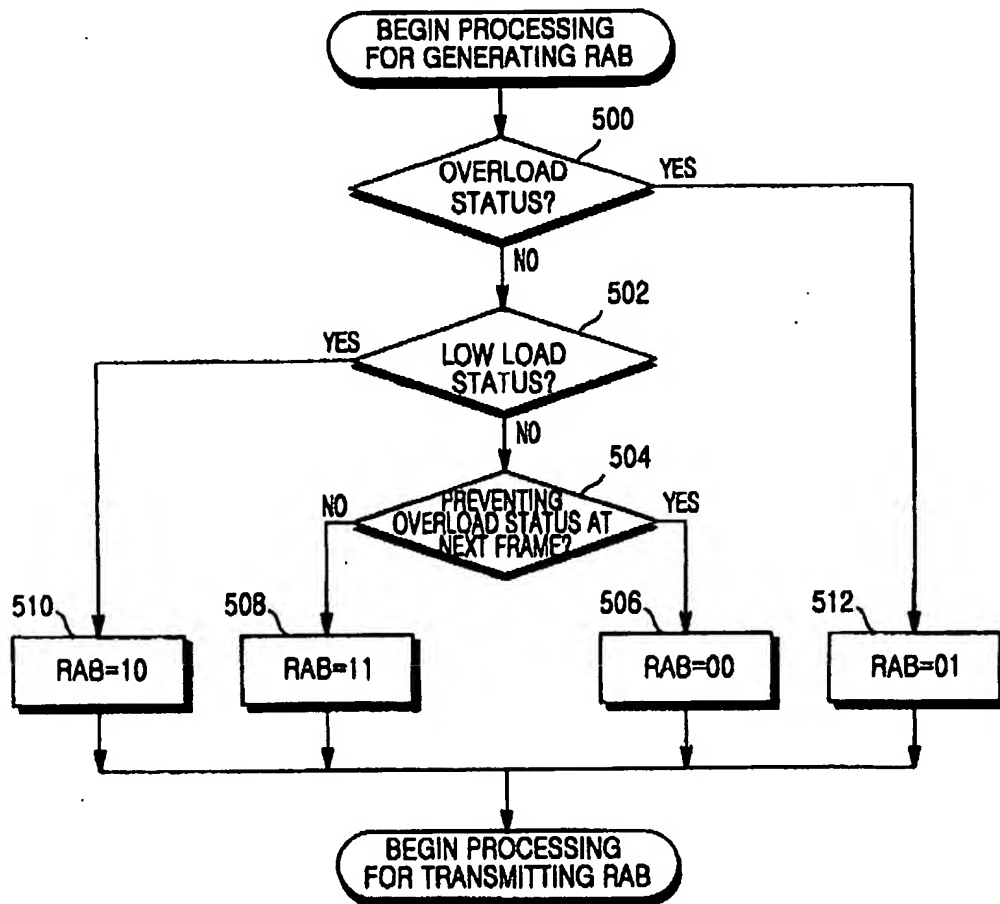 BEGIN PROCESSING
FOR GENERATING RAB
500
OVERLOAD
STATUS?
YES
NO
502
YES
LOW LOAD
STATUS?
NO
504
NO
PREVENTING
OVERLOAD STATUS AT
NEXT FRAME?
YES
510
508
506
512
RAB=10
RAB=11
RAB=00
RAB=01
BEGIN PROCESSING
FOR TRANSMITTING RAB